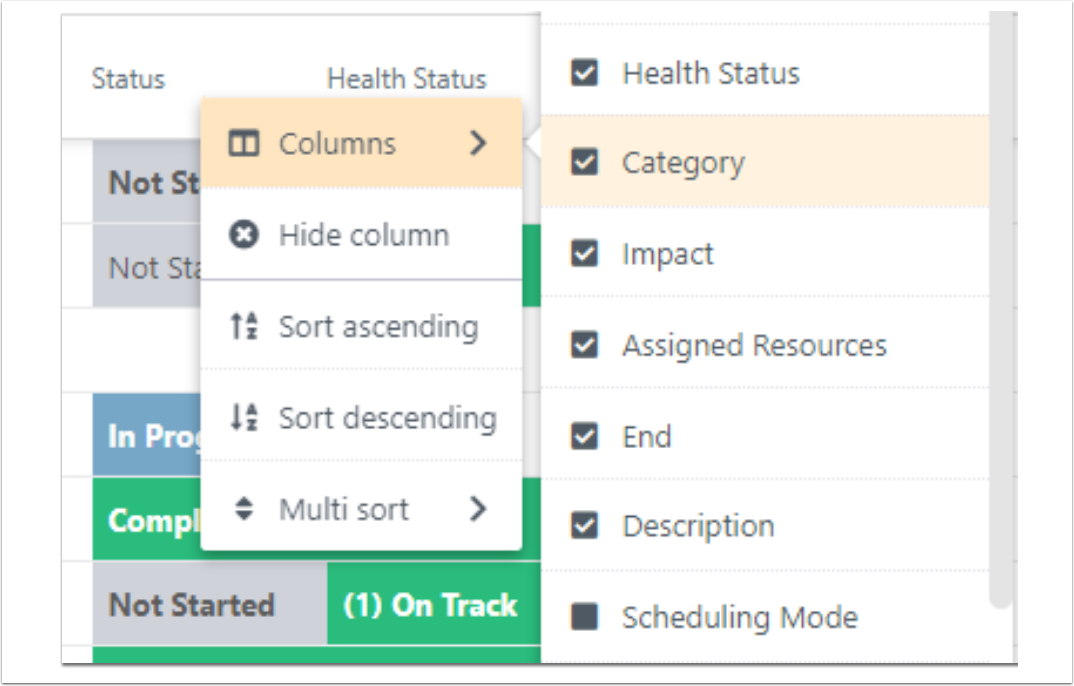 Status
Health Status
Not St
Not Sta
In Prog
Compl
Not Started
(1) On Track
Columns
Hide column
Sort ascending
Sort descending
Multi sort
Health Status
Category
Impact
Assigned Resources
End
Description
Scheduling Mode